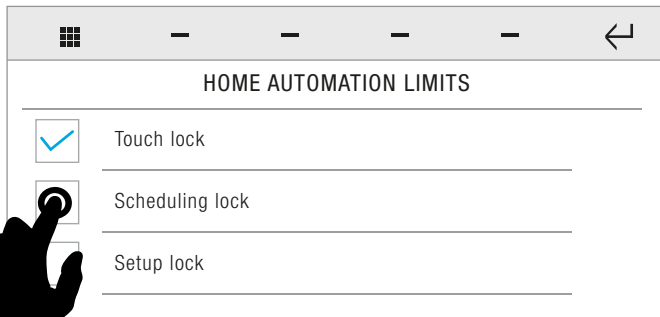 HOME AUTOMATION LIMITS
Touch lock
Scheduling lock
Setup lock